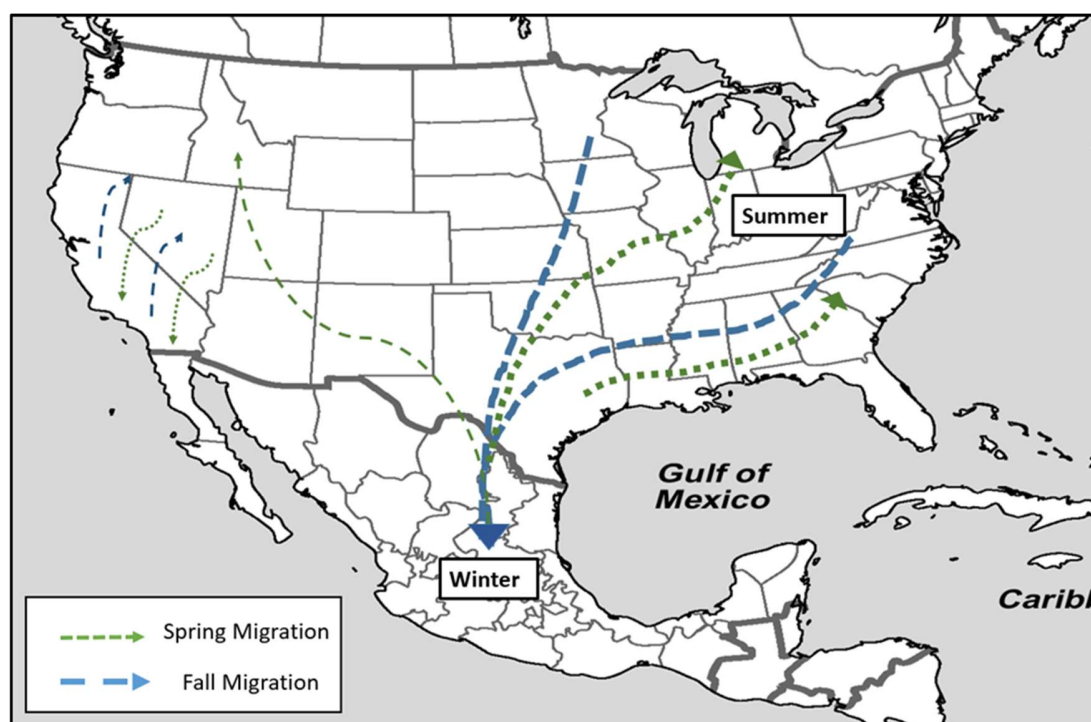 Summer
Gulf of
Mexico
Winter
Caribb
Spring Migration
Fall Migration